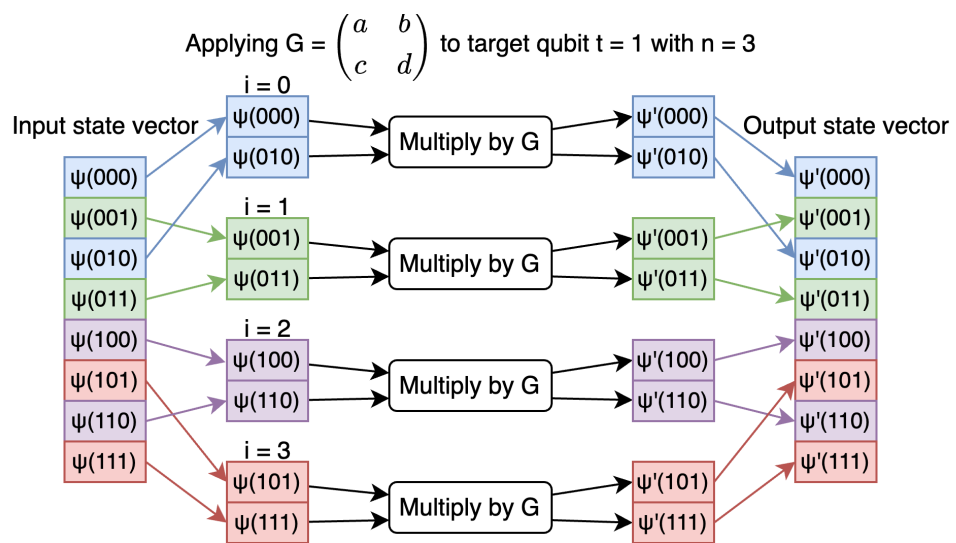 Applying G = (a b
c d) to target qubit t = 1 with n = 3
Input state vector
ψ(000)
ψ(001)
ψ(010)
ψ(011)
ψ(100)
ψ(101)
ψ(110)
ψ(111)
i = 0
ψ(000)
ψ(010)
Multiply by G
ψ'(000)
ψ'(010)
i = 1
ψ(001)
ψ(011)
Multiply by G
ψ'(001)
ψ'(011)
i = 2
ψ(100)
ψ(110)
Multiply by G
ψ'(100)
ψ'(110)
i = 3
ψ(101)
ψ(111)
Multiply by G
ψ'(101)
ψ'(111)
Output state vector
ψ'(000)
ψ'(001)
ψ'(010)
ψ'(011)
ψ'(100)
ψ'(101)
ψ'(110)
ψ'(111)